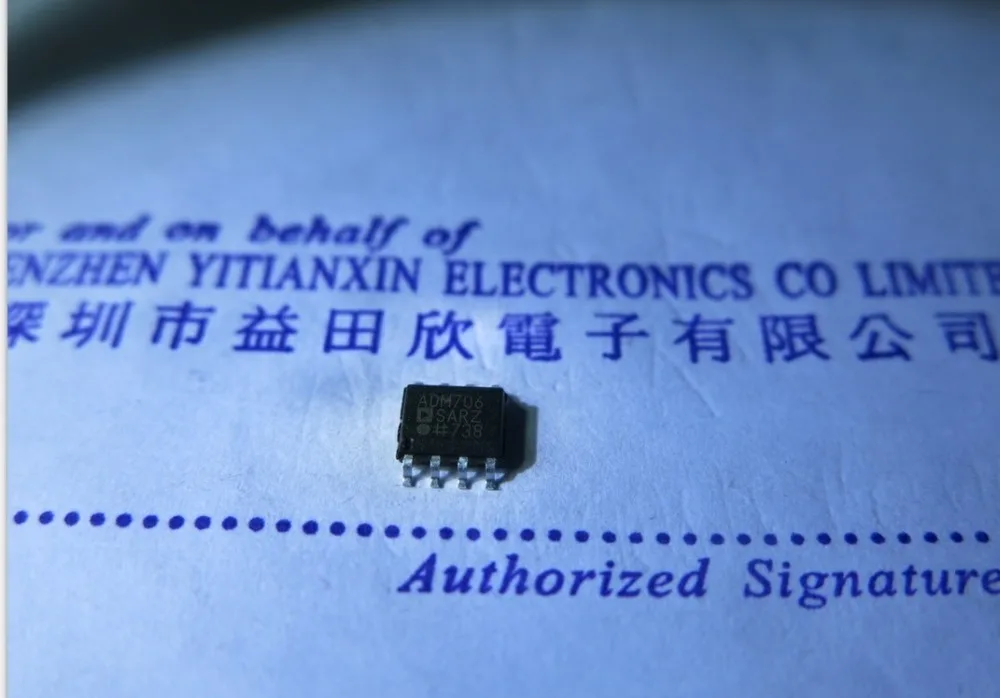 or and on behalf of
ENZHEN YITIANXIN ELECTRONICS CO LIMITE
深圳市益田欣電子有限公司
ADM706
SARZ
#738
Authorized Signature